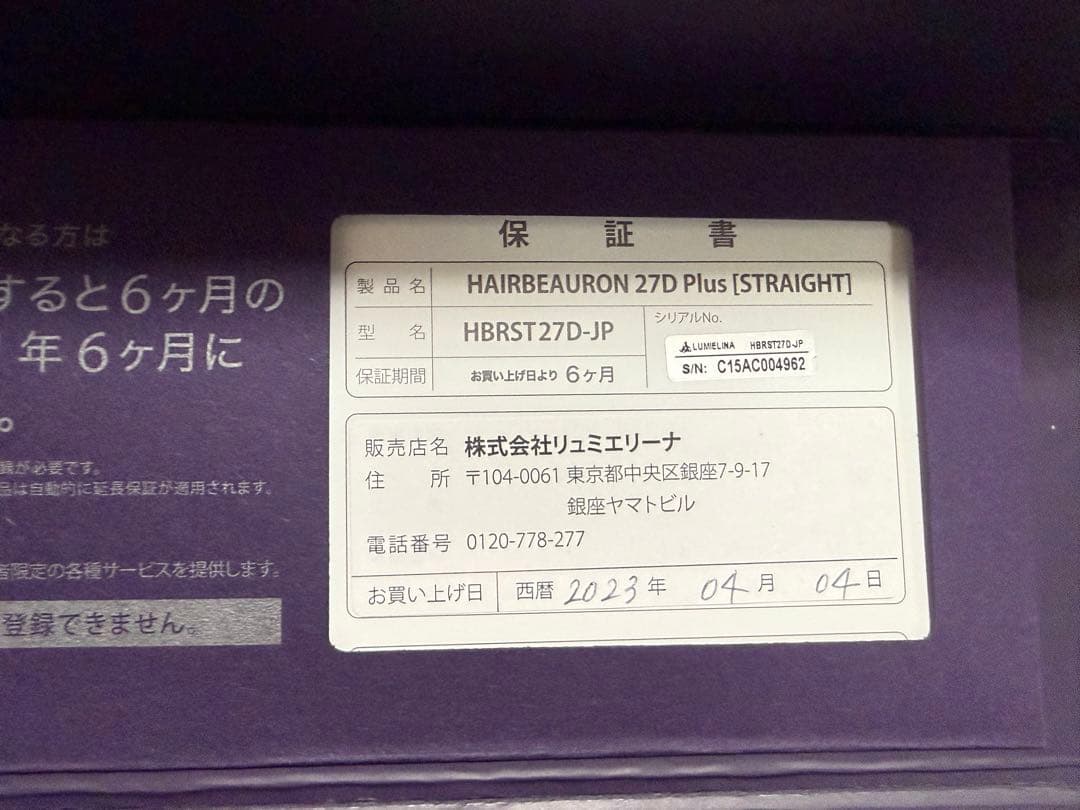 なる方は
すると6ヶ月の
年6ヶ月に
。
録が必要です。
品は自動的に延長保証が適用されます。
者限定の各種サービスを提供します。
登録できません。
保証書
製品名 HAIRBEAURON 27D Plus [STRAIGHT]
型名 HBRST27D-JP
シリアルNo.
LUMIELINA HBRST27D-JP
S/N: C15AC004962
保証期間 お買い上げ日より 6ヶ月
販売店名 株式会社リュミエリーナ
住所 〒104-0061 東京都中央区銀座7-9-17
銀座ヤマトビル
電話番号 0120-778-277
お買い上げ日 西暦 2023年 04月 04日